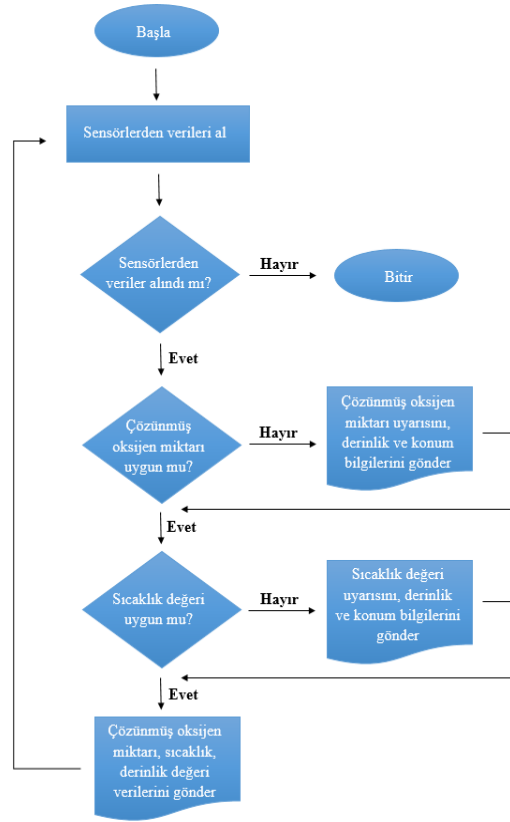 Başla
Sensörlerden verileri al
Sensörlerden
veriler alındı mı?
Hayır
Bitir
Evet
Çözünmüş
oksijen miktarı
uygun mu?
Hayır
Çözünmüş oksijen
miktarı uyarısını,
derinlik ve konum
bilgilerini gönder
Evet
Sıcaklık değeri
uygun mu?
Hayır
Sıcaklık değeri
uyarısını, derinlik
ve konum bilgilerini
gönder
Evet
Çözünmüş oksijen
miktarı, sıcaklık,
derinlik değeri
verilerini gönder